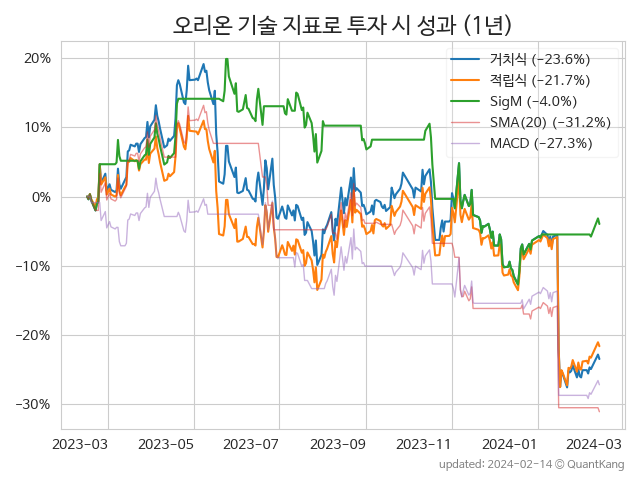 오리온 기술 지표로 투자 시 성과 (1년)
거치식 (−23.6%)
적립식 (−21.7%)
SigM (−4.0%)
SMA(20) (−31.2%)
MACD (−27.3%)
20%
10%
0%
−10%
−20%
−30%
2023-03 2023-05 2023-07 2023-09 2023-11 2024-01 2024-03
updated: 2024-02-14 © QuantKang